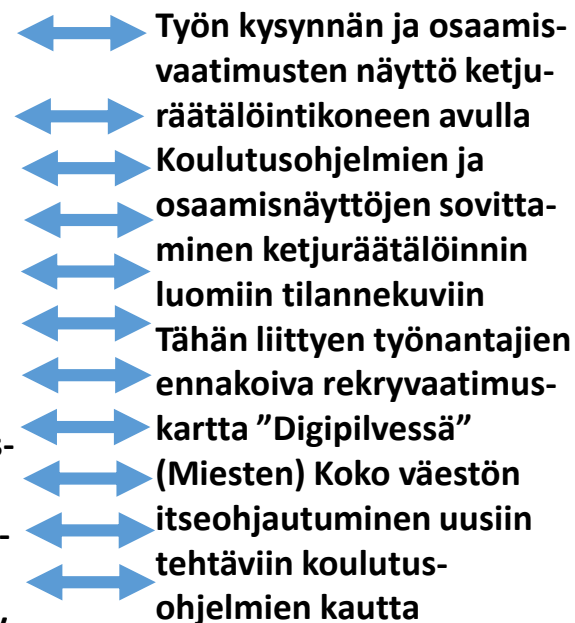 Työn kysynnän ja osaamis-
vaatimusten näyttö ketju-
räätälöintikoneen avulla
Koulutusohjelmien ja
osaamisnäyttöjen sovitta-
minen ketjuräätälöinnin
luomiin tilannekuviin
Tähän liittyen työnantajien
ennakoiva rekryvaatimus-
kartta ”Digipilvessä”
(Miesten) Koko väestön
itseohjautuminen uusiin
tehtäviin koulutus-
ohjelmien kautta